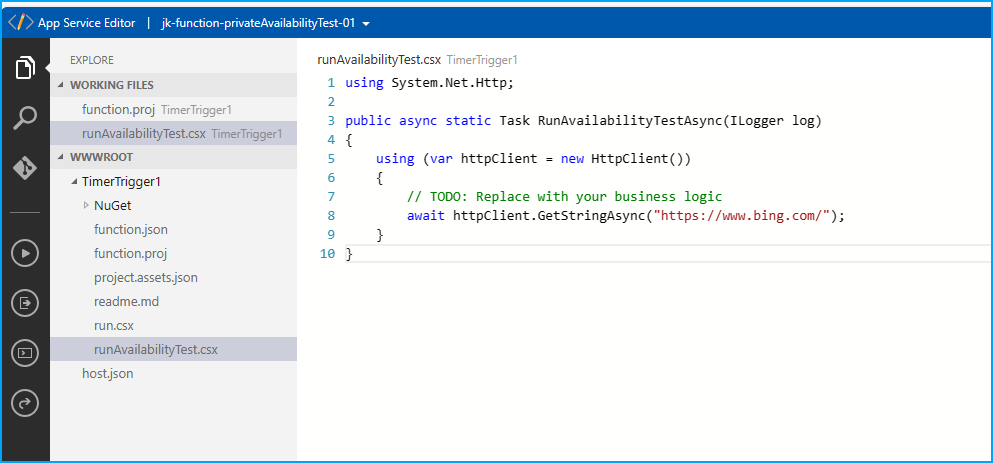 App Service Editor | jk-function-privateAvailabilityTest-01
EXPLORE
WORKING FILES
function.proj TimerTrigger1
runAvailabilityTest.csx TimerTrigger1
WWWROOT
TimerTrigger1
NuGet
function.json
function.proj
project.assets.json
readme.md
run.csx
runAvailabilityTest.csx
host.json
runAvailabilityTest.csx TimerTrigger1
1 using System.Net.Http;
2
3 public async static Task RunAvailabilityTestAsync(ILogger log)
4 {
5     using (var httpClient = new HttpClient())
6     {
7         // TODO: Replace with your business logic
8         await httpClient.GetStringAsync("https://www.bing.com/");
9     }
10 }